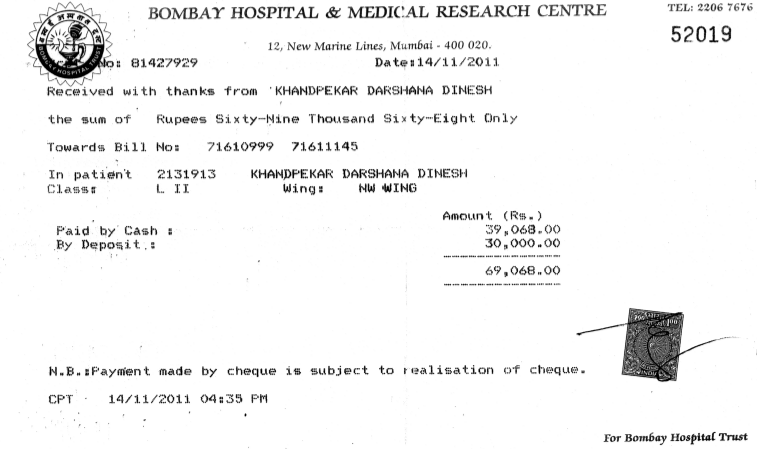 BOMBAY HOSPITAL & MEDICAL RESEARCH CENTRE
TEL: 2206 7676
52019
12, New Marine Lines, Mumbai - 400 020.
No: 81427929 Date:14/11/2011
Received with thanks from KHANDPEKAR DARSHANA DINESH
the sum of Rupees Sixty-Nine Thousand Sixty-Eight Only
Towards Bill No: 71610999 71611145
In patient 2131913 KHANDPEKAR DARSHANA DINESH
Class: L II Wing: NW WING
Amount (Rs.)
Paid by Cash : 39,068.00
By Deposit : 30,000.00
69,068.00
N.B.:Payment made by cheque is subject to realisation of cheque.
CPT 14/11/2011 04:35 PM
For Bombay Hospital Trust
BOMBAY HOSPITAL TRUST